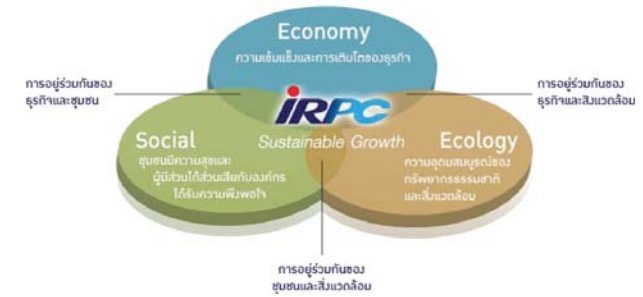 Economy
ความเข้มแข็งและการเติบโตของธุรกิจ
การอยู่ร่วมกันของ
ธุรกิจและชุมชน
การอยู่ร่วมกันของ
ธุรกิจและสิ่งแวดล้อม
IRPC
Sustainable Growth
Social
ชุมชนมีความสุขและ
ผู้มีส่วนได้ส่วนเสียกับองค์กร
ได้รับความพึงพอใจ
Ecology
ความอุดมสมบูรณ์ของ
ทรัพยากรธรรมชาติ
และสิ่งแวดล้อม
การอยู่ร่วมกันของ
ชุมชนและสิ่งแวดล้อม